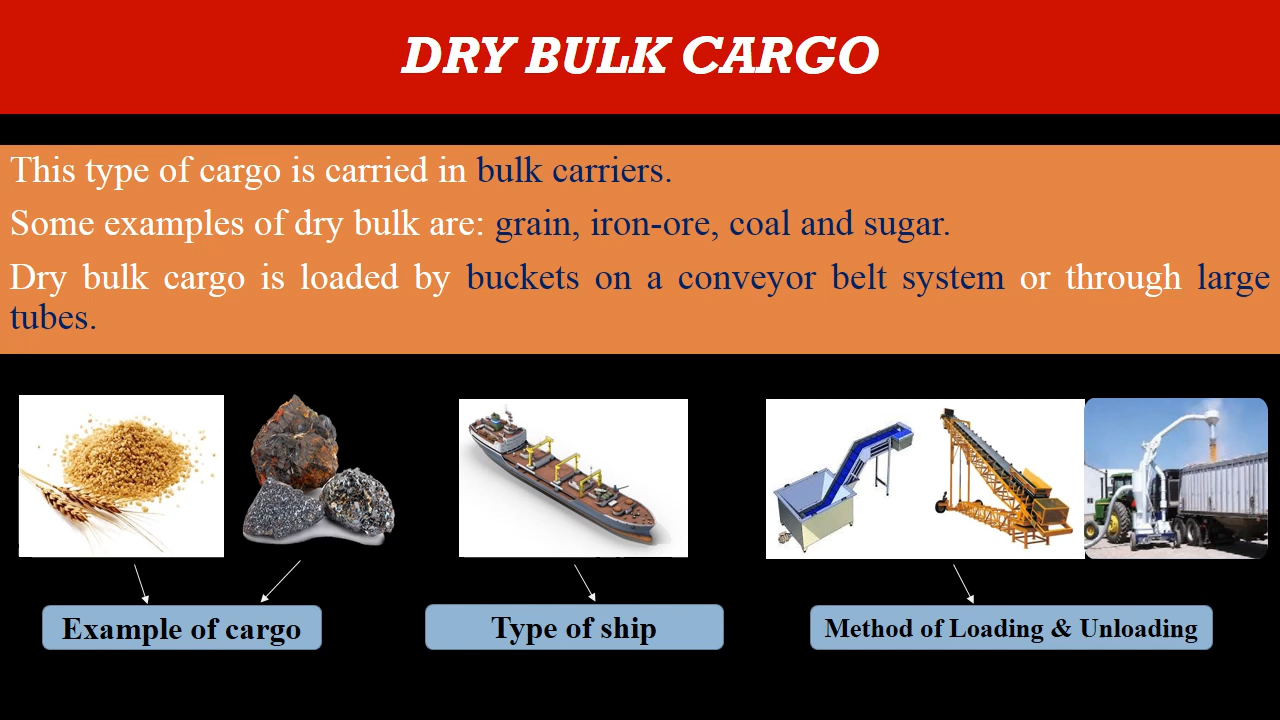 DRY BULK CARGO
This type of cargo is carried in bulk carriers.
Some examples of dry bulk are: grain, iron-ore, coal and sugar.
Dry bulk cargo is loaded by buckets on a conveyor belt system or through large
tubes.
Example of cargo
Type of ship
Method of Loading & Unloading